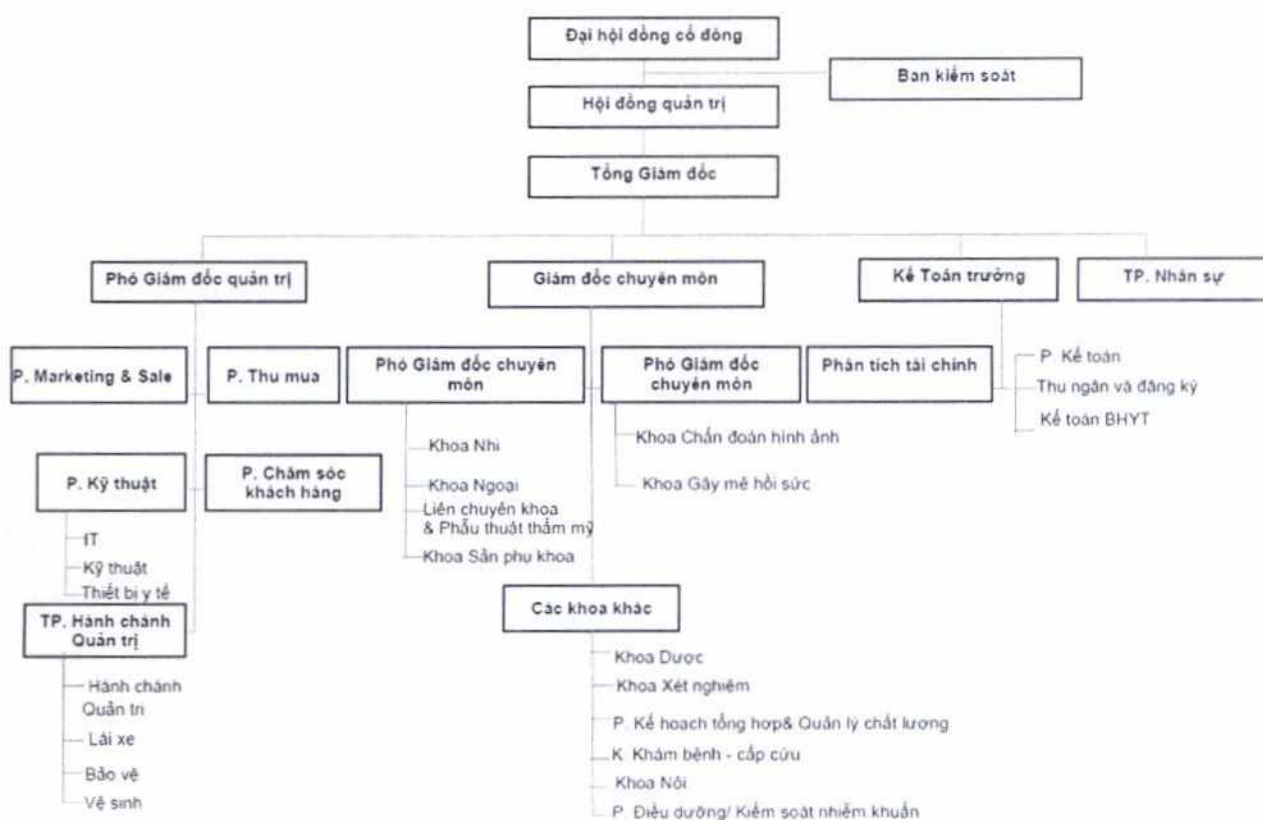 Đại hội đồng cổ đông
Ban kiểm soát
Hội đồng quản trị
Tổng Giám đốc
Phó Giám đốc quản trị
Giám đốc chuyên môn
Kế Toán trưởng
TP. Nhân sự
P. Marketing & Sale
P. Thu mua
Phó Giám đốc chuyên
môn
Phó Giám đốc
chuyên môn
Phân tích tài chính
P. Kế toán
Thu ngân và đăng ký
Kế toán BHYT
Khoa Nhi
Khoa Ngoại
Liên chuyên khoa
& Phẫu thuật thẩm mỹ
Khoa Sản phụ khoa
Khoa Chẩn đoán hình ảnh
Khoa Gây mê hồi sức
P. Kỹ thuật
P. Chăm sóc
khách hàng
IT
Kỹ thuật
Thiết bị y tế
TP. Hành chánh
Quản trị
Hành chánh
Quản trị
Lái xe
Bảo vệ
Vệ sinh
Các khoa khác
Khoa Dược
Khoa Xét nghiệm
P. Kế hoạch tổng hợp& Quản lý chất lượng
K. Khám bệnh - cấp cứu
Khoa Nội
P. Điều dưỡng/ Kiểm soát nhiễm khuẩn